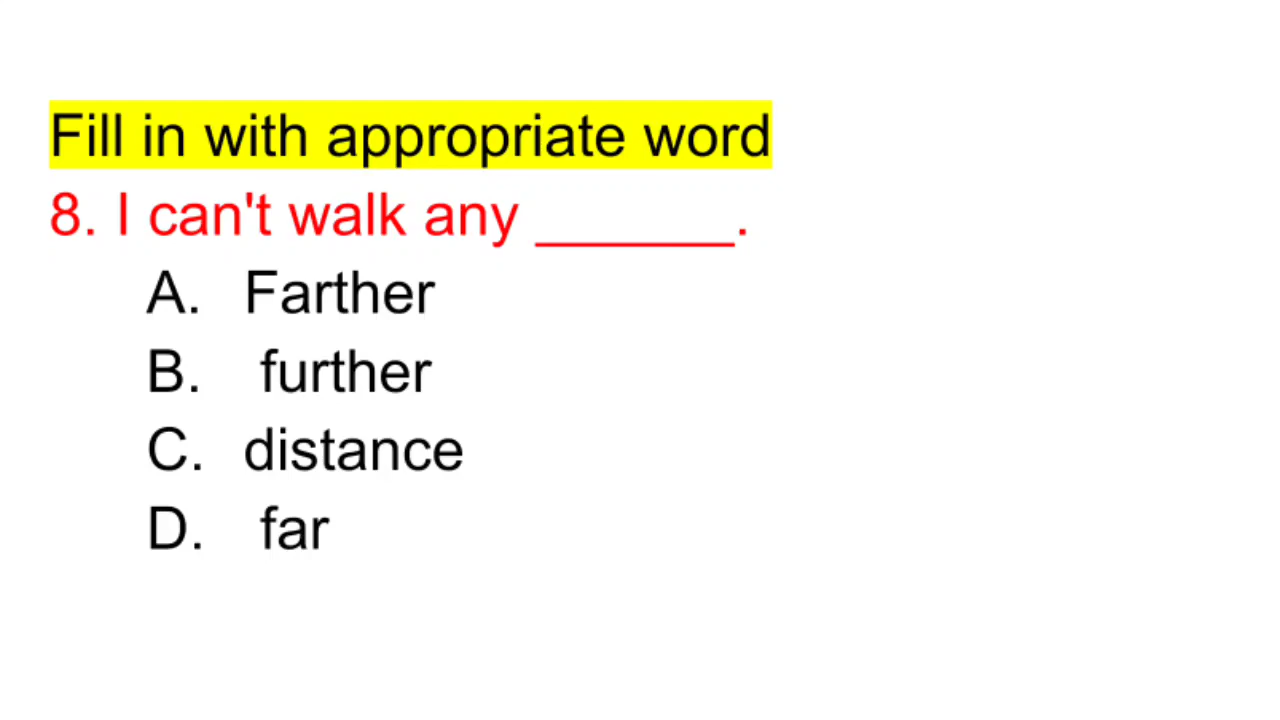 Fill in with appropriate word
8. I can't walk any ______.
A. Farther
B. further
C. distance
D. far